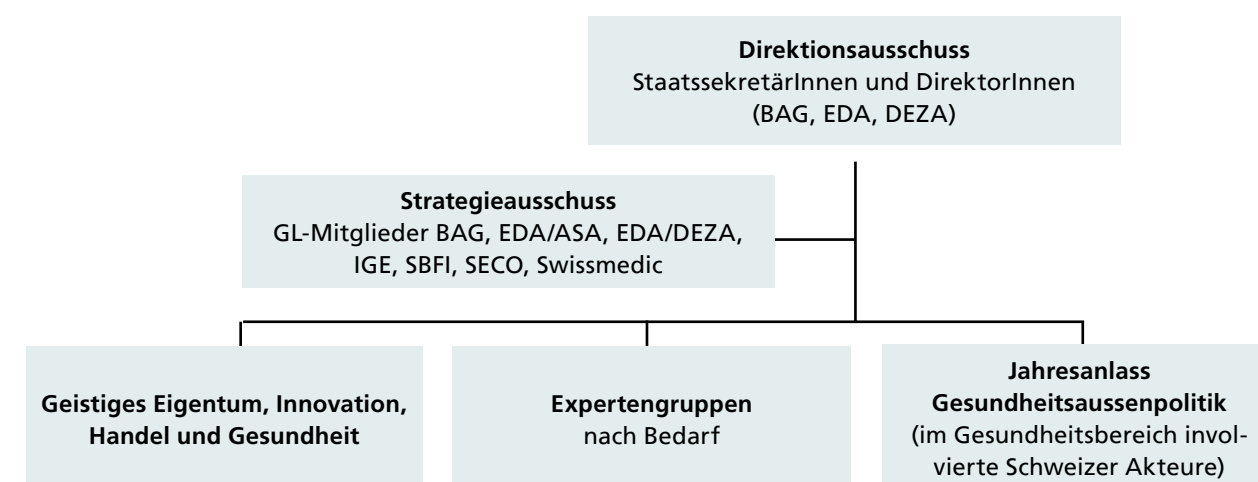 Direktionsausschuss
StaatssekretärInnen und DirektorInnen
(BAG, EDA, DEZA)
Strategieausschuss
GL-Mitglieder BAG, EDA/ASA, EDA/DEZA,
IGE, SBFI, SECO, Swissmedic
Geistiges Eigentum, Innovation,
Handel und Gesundheit
Expertengruppen
nach Bedarf
Jahresanlass
Gesundheitsaussenpolitik
(im Gesundheitsbereich invol-
vierte Schweizer Akteure)